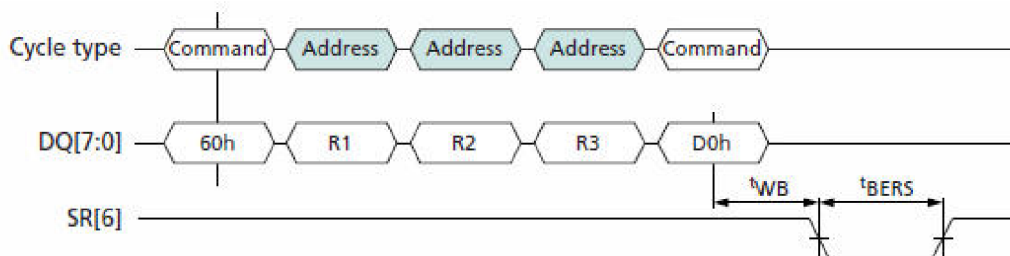 Cycle type Command Address Address Address Command
DQ[7:0] 60h R1 R2 R3 D0h
tWB tBERS
SR[6]